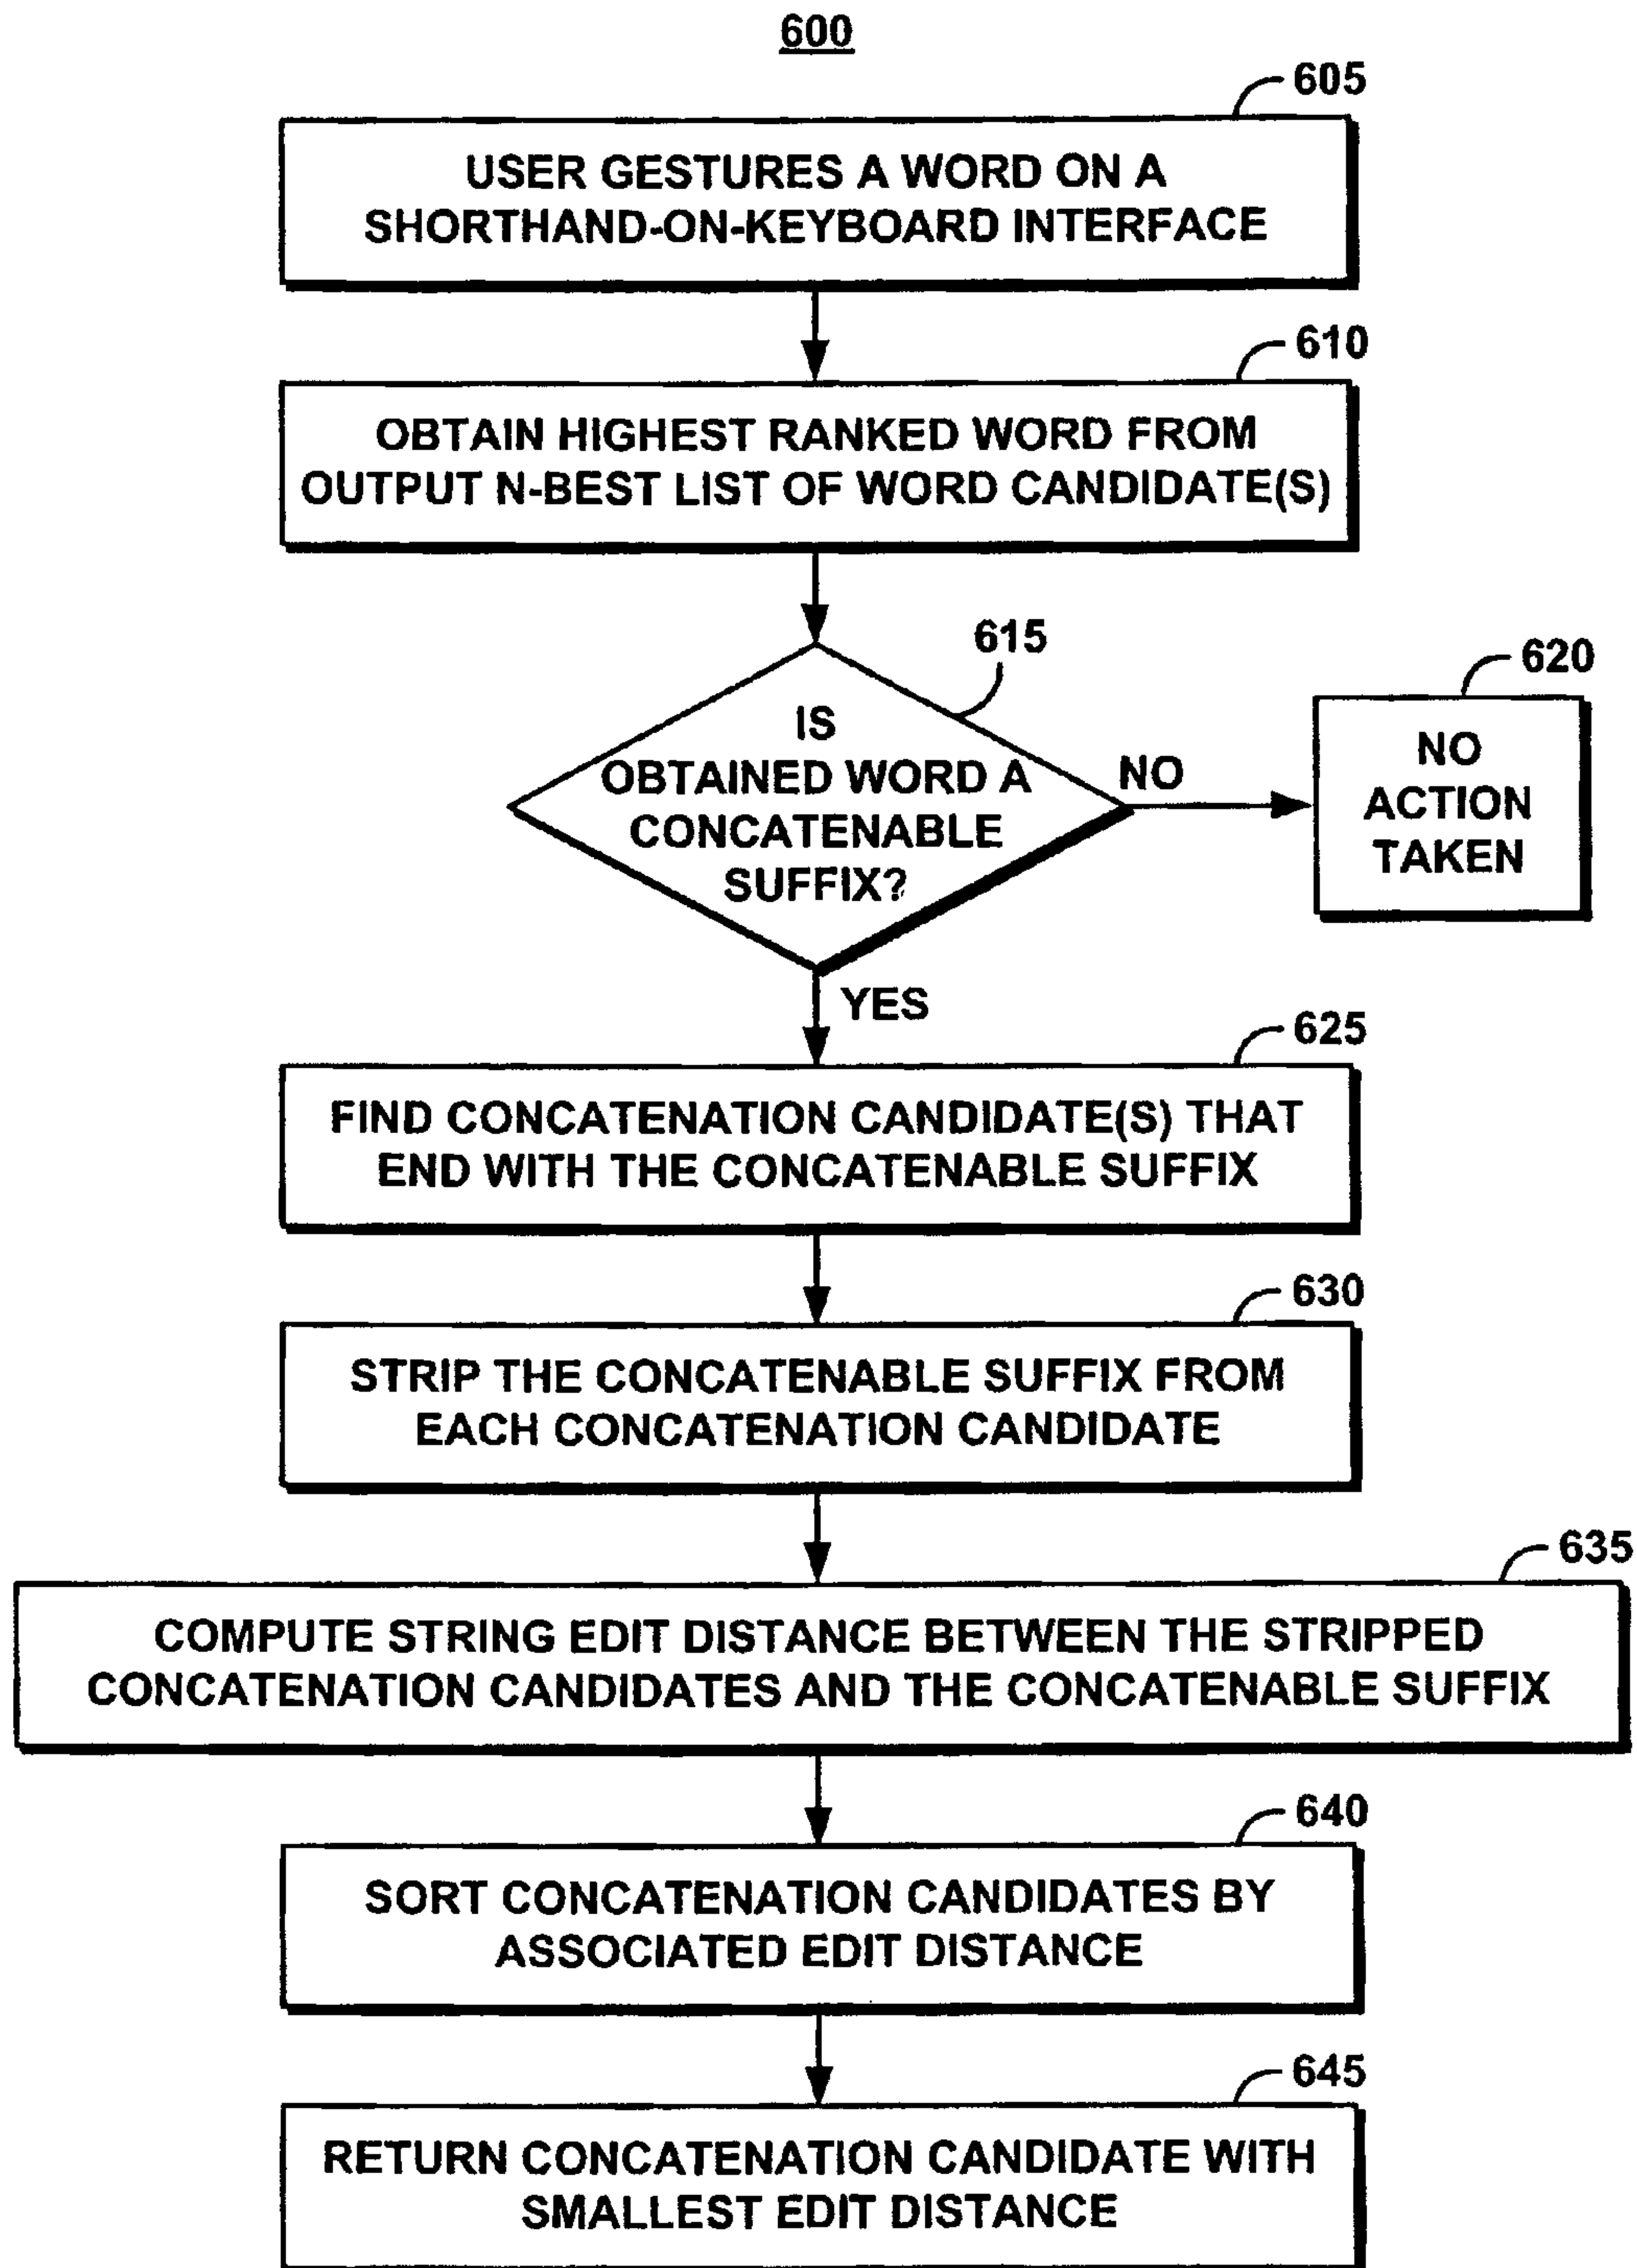 600
605
USER GESTURES A WORD ON A
SHORTHAND-ON-KEYBOARD INTERFACE
610
OBTAIN HIGHEST RANKED WORD FROM
OUTPUT N-BEST LIST OF WORD CANDIDATE(S)
615
IS
OBTAINED WORD A
CONCATENABLE
SUFFIX?
NO
620
NO
ACTION
TAKEN
YES
625
FIND CONCATENATION CANDIDATE(S) THAT
END WITH THE CONCATENABLE SUFFIX
630
STRIP THE CONCATENABLE SUFFIX FROM
EACH CONCATENATION CANDIDATE
635
COMPUTE STRING EDIT DISTANCE BETWEEN THE STRIPPED
CONCATENATION CANDIDATES AND THE CONCATENABLE SUFFIX
640
SORT CONCATENATION CANDIDATES BY
ASSOCIATED EDIT DISTANCE
645
RETURN CONCATENATION CANDIDATE WITH
SMALLEST EDIT DISTANCE